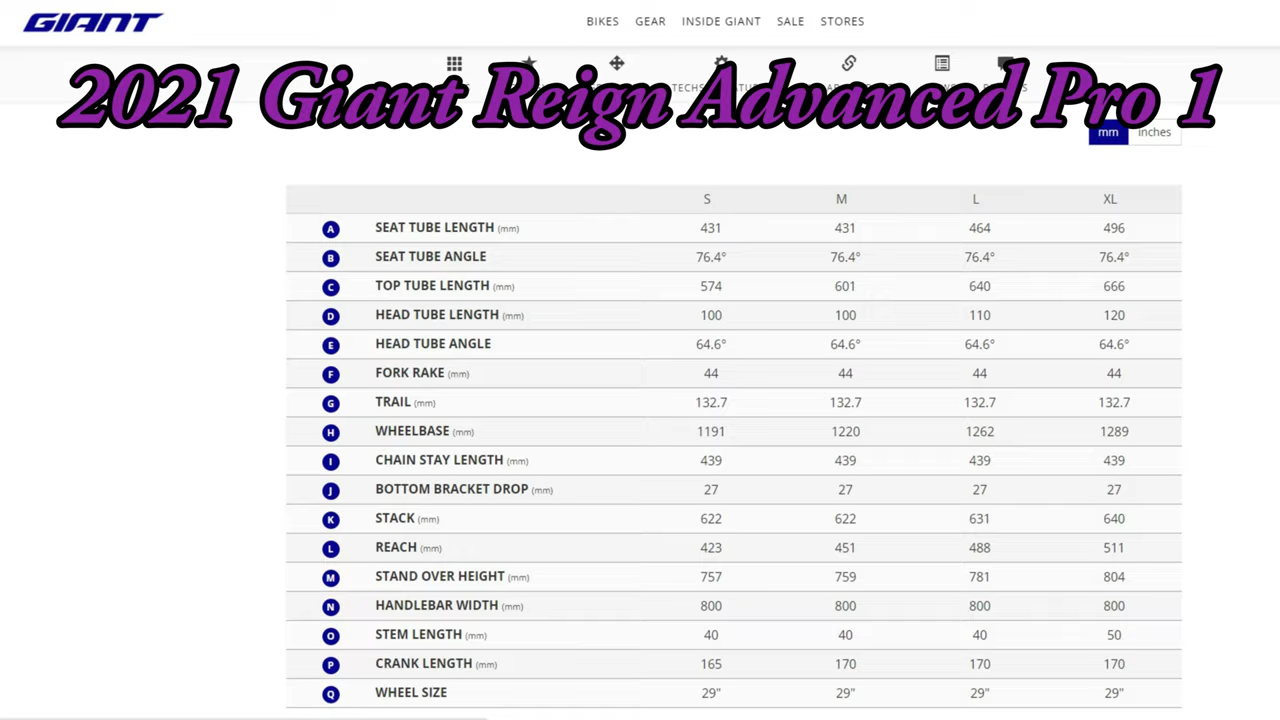 GIANT
BIKES GEAR INSIDE GIANT SALE STORES
2021 Giant Reign Advanced Pro 1
mm inches
S M L XL
A SEAT TUBE LENGTH (mm) 431 431 464 496
B SEAT TUBE ANGLE 76.4° 76.4° 76.4° 76.4°
C TOP TUBE LENGTH (mm) 574 601 640 666
D HEAD TUBE LENGTH (mm) 100 100 110 120
E HEAD TUBE ANGLE 64.6° 64.6° 64.6° 64.6°
F FORK RAKE (mm) 44 44 44 44
G TRAIL (mm) 132.7 132.7 132.7 132.7
H WHEELBASE (mm) 1191 1220 1262 1289
I CHAIN STAY LENGTH (mm) 439 439 439 439
J BOTTOM BRACKET DROP (mm) 27 27 27 27
K STACK (mm) 622 622 631 640
L REACH (mm) 423 451 488 511
M STAND OVER HEIGHT (mm) 757 759 781 804
N HANDLEBAR WIDTH (mm) 800 800 800 800
O STEM LENGTH (mm) 40 40 40 50
P CRANK LENGTH (mm) 165 170 170 170
Q WHEEL SIZE 29" 29" 29" 29"